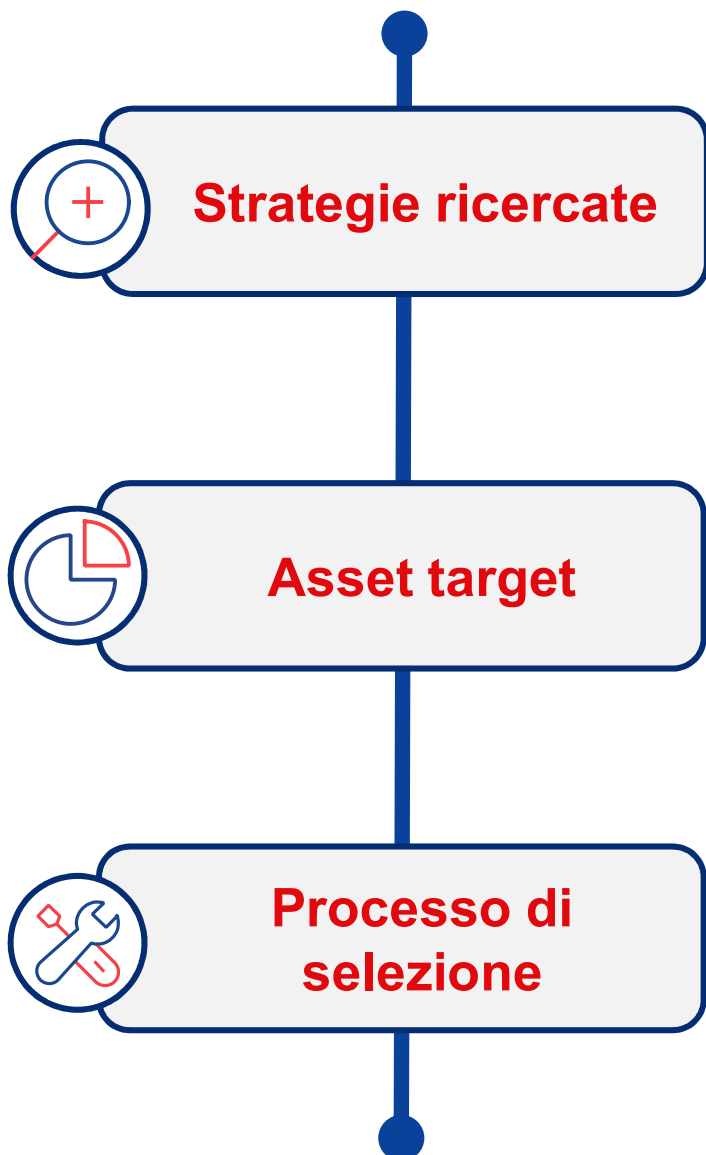 Strategie ricercate
Asset target
Processo di
selezione